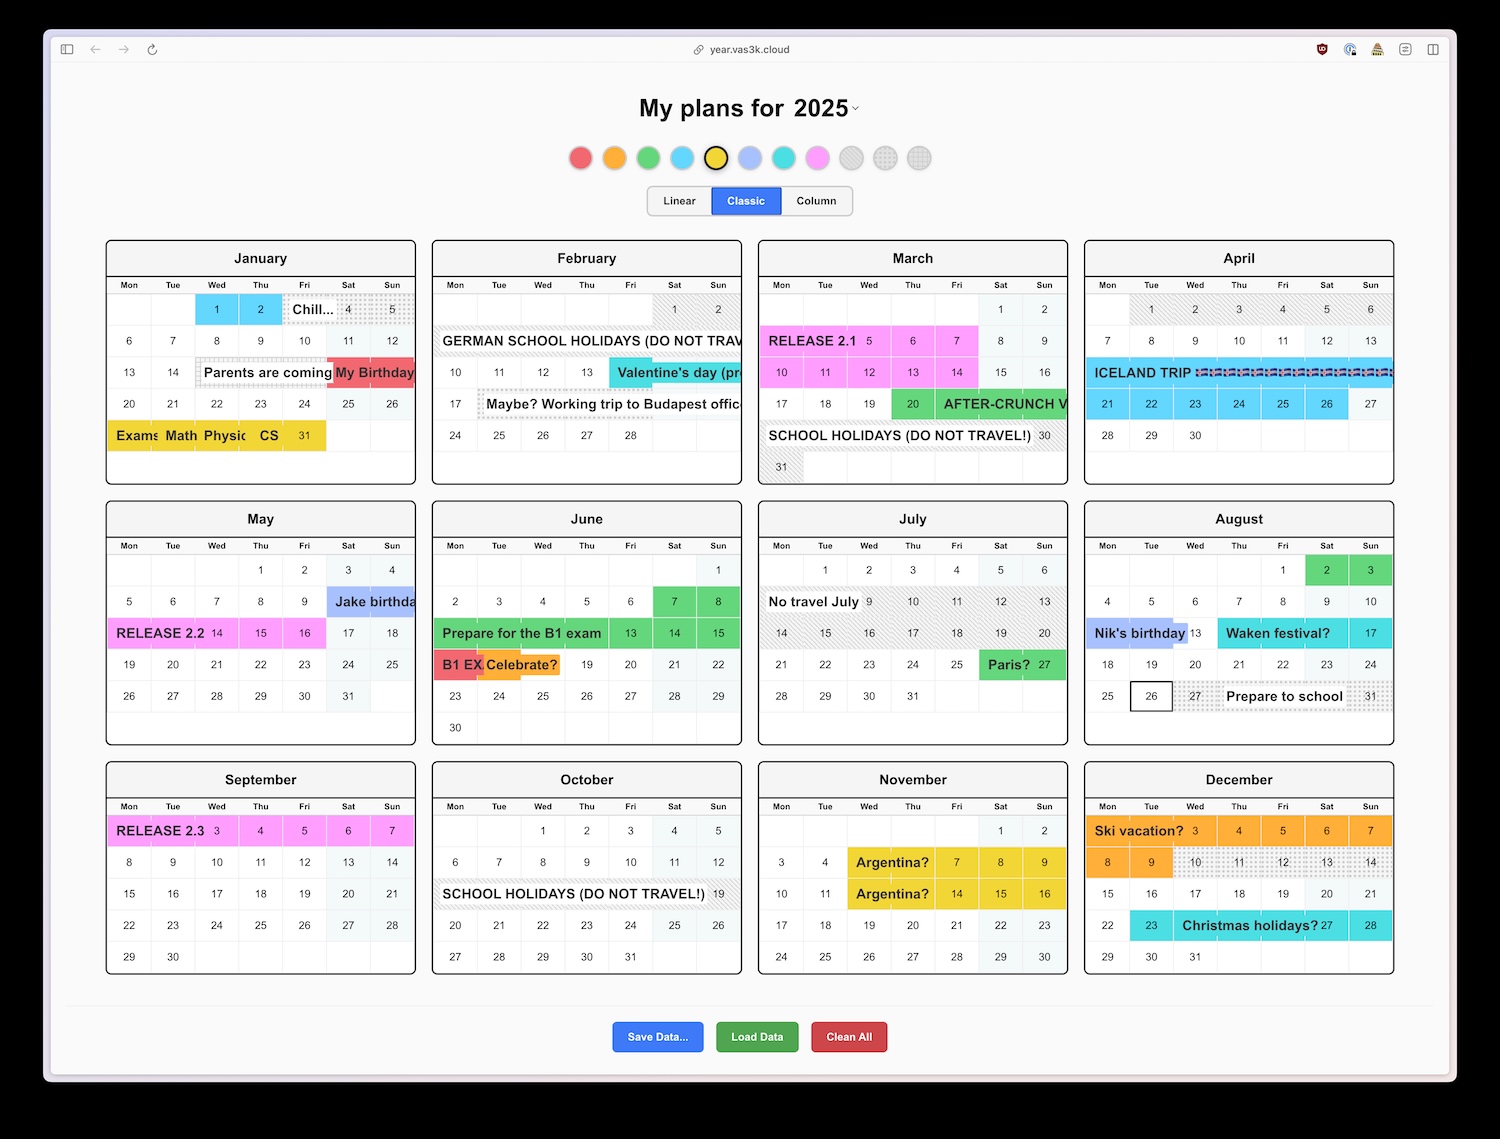 year.vas3k.cloud
My plans for 2025
Linear Classic Column
January
Mon Tue Wed Thu Fri Sat Sun
1 2 Chill... 4 5
6 7 8 9 10 11 12
13 14 Parents are coming My Birthday
20 21 22 23 24 25 26
Exams Math Physic CS 31
February
Mon Tue Wed Thu Fri Sat Sun
1 2
GERMAN SCHOOL HOLIDAYS (DO NOT TRAV
10 11 12 13 Valentine's day (pr
17 Maybe? Working trip to Budapest offic
24 25 26 27 28
March
Mon Tue Wed Thu Fri Sat Sun
1 2
RELEASE 2.1 5 6 7 8 9
10 11 12 13 14 15 16
17 18 19 20 AFTER-CRUNCH V
SCHOOL HOLIDAYS (DO NOT TRAVEL!) 30
31
April
Mon Tue Wed Thu Fri Sat Sun
1 2 3 4 5 6
7 8 9 10 11 12 13
ICELAND TRIP
21 22 23 24 25 26 27
28 29 30
May
Mon Tue Wed Thu Fri Sat Sun
1 2 3 4
5 6 7 8 9 Jake birthda
RELEASE 2.2 14 15 16 17 18
19 20 21 22 23 24 25
26 27 28 29 30 31
June
Mon Tue Wed Thu Fri Sat Sun
1
2 3 4 5 6 7 8
Prepare for the B1 exam 13 14 15
B1 EX Celebrate? 19 20 21 22
23 24 25 26 27 28 29
30
July
Mon Tue Wed Thu Fri Sat Sun
1 2 3 4 5 6
No travel July 9 10 11 12 13
14 15 16 17 18 19 20
21 22 23 24 25 Paris? 27
28 29 30 31
August
Mon Tue Wed Thu Fri Sat Sun
1 2 3
4 5 6 7 8 9 10
Nik's birthday 13 Waken festival? 17
18 19 20 21 22 23 24
25 26 27 Prepare to school 31
September
Mon Tue Wed Thu Fri Sat Sun
RELEASE 2.3 3 4 5 6 7
8 9 10 11 12 13 14
15 16 17 18 19 20 21
22 23 24 25 26 27 28
29 30
October
Mon Tue Wed Thu Fri Sat Sun
1 2 3 4 5
6 7 8 9 10 11 12
SCHOOL HOLIDAYS (DO NOT TRAVEL!) 19
20 21 22 23 24 25 26
27 28 29 30 31
November
Mon Tue Wed Thu Fri Sat Sun
1 2
3 4 Argentina? 7 8 9
10 11 Argentina? 14 15 16
17 18 19 20 21 22 23
24 25 26 27 28 29 30
December
Mon Tue Wed Thu Fri Sat Sun
Ski vacation? 3 4 5 6 7
8 9 10 11 12 13 14
15 16 17 18 19 20 21
22 23 Christmas holidays? 27 28
29 30 31
Save Data... Load Data Clean All